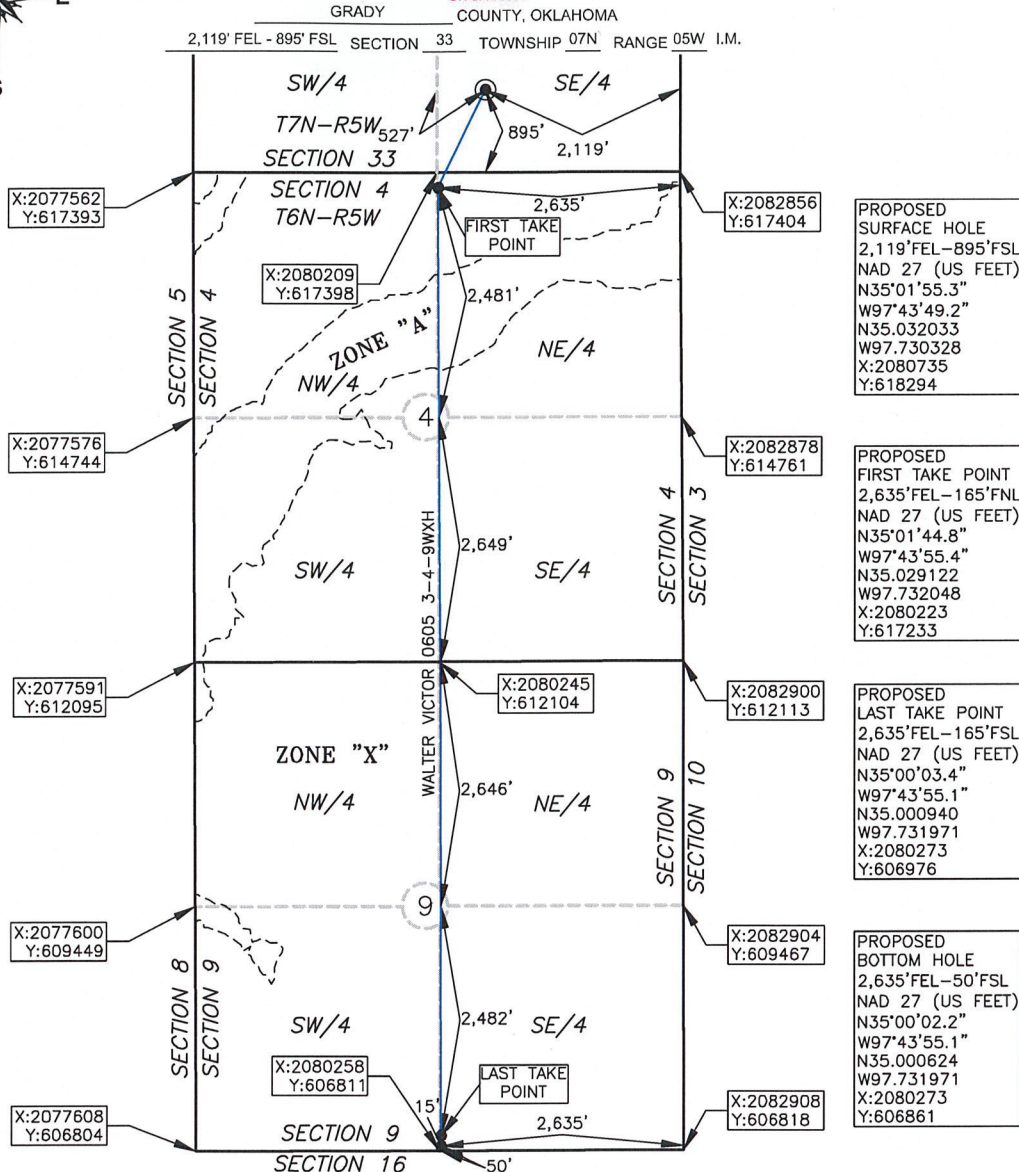 E
S
GRADY COUNTY, OKLAHOMA
2,119' FEL - 895' FSL SECTION 33 TOWNSHIP 07N RANGE 05W I.M.
SW/4
SE/4
T7N-R5W
527'
895'
2,119'
SECTION 33
SECTION 4
T6N-R5W
X:2077562
Y:617393
2,635'
X:2082856
Y:617404
FIRST TAKE
POINT
X:2080209
Y:617398
2,481'
SECTION 5
SECTION 4
ZONE "A"
NW/4
NE/4
4
X:2077576
Y:614744
X:2082878
Y:614761
SECTION 4
SECTION 3
2,649'
SW/4
SE/4
WALTER VICTOR 0605 3-4-9WXH
X:2077591
Y:612095
X:2080245
Y:612104
X:2082900
Y:612113
ZONE "X"
NW/4
NE/4
2,646'
SECTION 9
SECTION 10
9
X:2077600
Y:609449
X:2082904
Y:609467
SECTION 8
SECTION 9
SW/4
SE/4
2,482'
X:2080258
Y:606811
LAST TAKE
POINT
15'
2,635'
X:2077608
Y:606804
X:2082908
Y:606818
SECTION 9
SECTION 16
50'
PROPOSED
SURFACE HOLE
2,119'FEL-895'FSL
NAD 27 (US FEET)
N35°01'55.3"
W97°43'49.2"
N35.032033
W97.730328
X:2080735
Y:618294
PROPOSED
FIRST TAKE POINT
2,635'FEL-165'FNL
NAD 27 (US FEET)
N35°01'44.8"
W97°43'55.4"
N35.029122
W97.732048
X:2080223
Y:617233
PROPOSED
LAST TAKE POINT
2,635'FEL-165'FSL
NAD 27 (US FEET)
N35°00'03.4"
W97°43'55.1"
N35.000940
W97.731971
X:2080273
Y:606976
PROPOSED
BOTTOM HOLE
2,635'FEL-50'FSL
NAD 27 (US FEET)
N35°00'02.2"
W97°43'55.1"
N35.000624
W97.731971
X:2080273
Y:606861